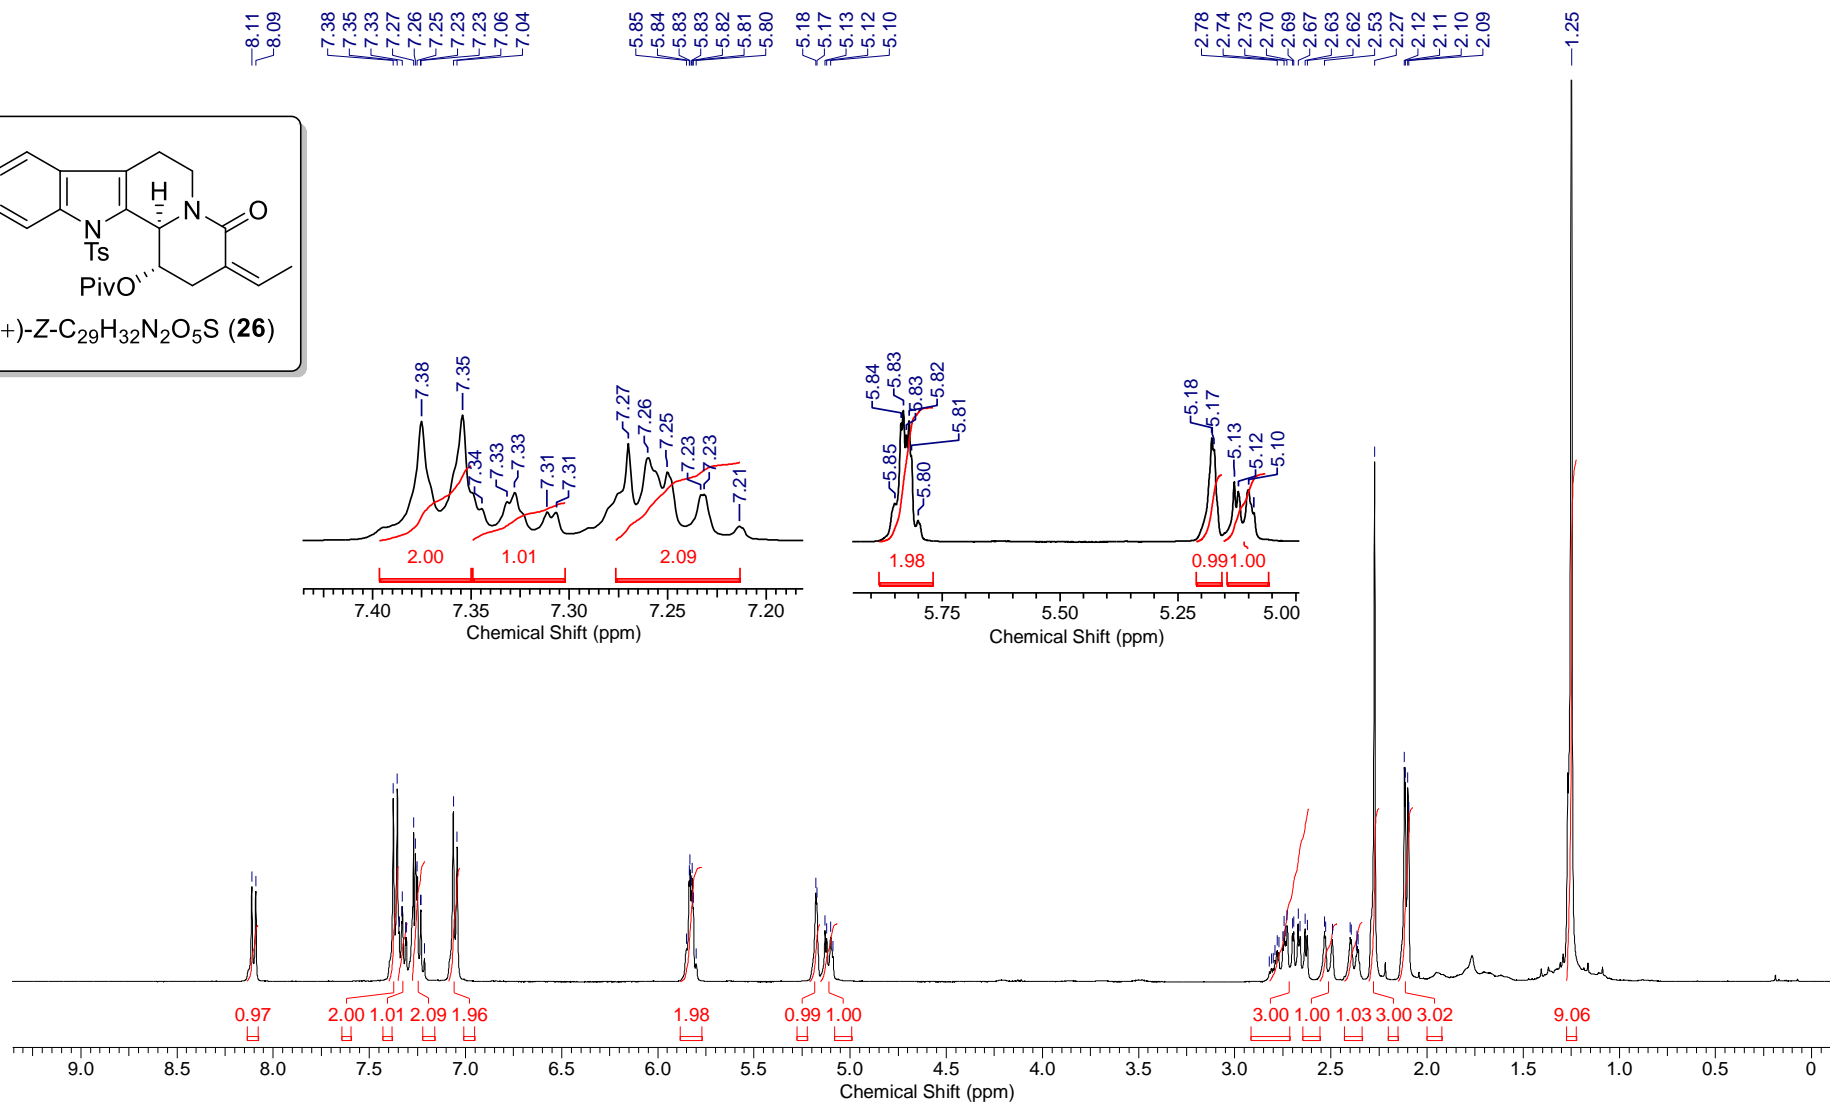 8.11 8.09 7.38 7.35 7.33 7.27 7.26 7.25 7.23 7.23 7.06 7.04 5.85 5.84 5.83 5.83 5.82 5.81 5.80 5.18 5.17 5.13 5.12 5.10 2.78 2.74 2.73 2.70 2.69 2.67 2.63 2.62 2.53 2.27 2.12 2.11 2.10 2.09 1.25
H
N
O
N
Ts
PivO
+)-Z-C29H32N2O5S (26)
7.38 7.35 7.34 7.33 7.33 7.31 7.31 7.27 7.26 7.25 7.23 7.23 7.21
2.00 1.01 2.09
7.40 7.35 7.30 7.25 7.20
Chemical Shift (ppm)
5.85 5.84 5.83 5.83 5.82 5.81 5.80 5.18 5.17 5.13 5.12 5.10
1.98 0.99 1.00
5.75 5.50 5.25 5.00
Chemical Shift (ppm)
0.97 2.00 1.01 2.09 1.96 1.98 0.99 1.00 3.00 1.00 1.03 3.00 3.02 9.06
9.0 8.5 8.0 7.5 7.0 6.5 6.0 5.5 5.0 4.5 4.0 3.5 3.0 2.5 2.0 1.5 1.0 0.5 0
Chemical Shift (ppm)